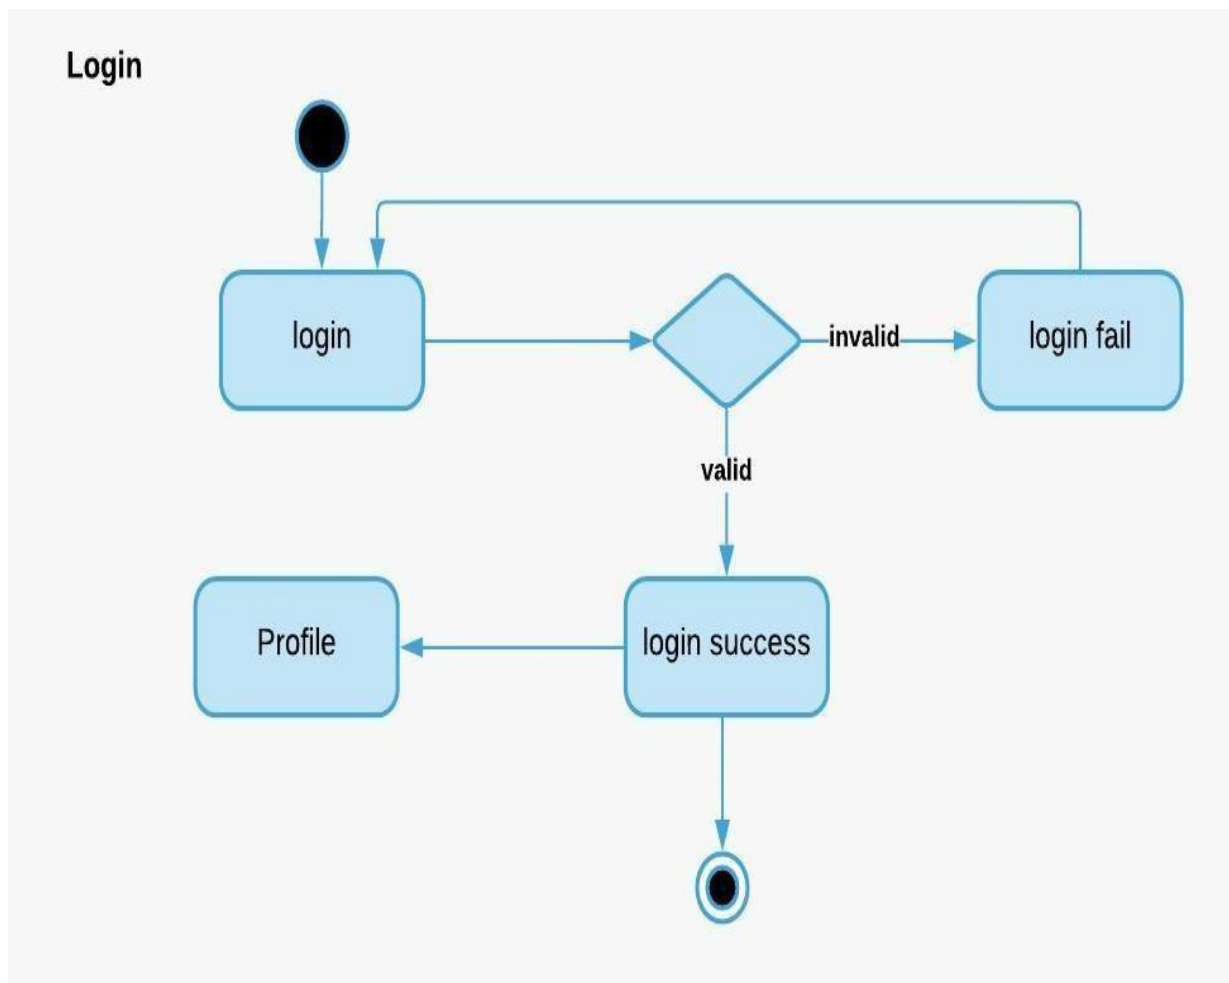 Login
login
invalid
login fail
valid
Profile
login success